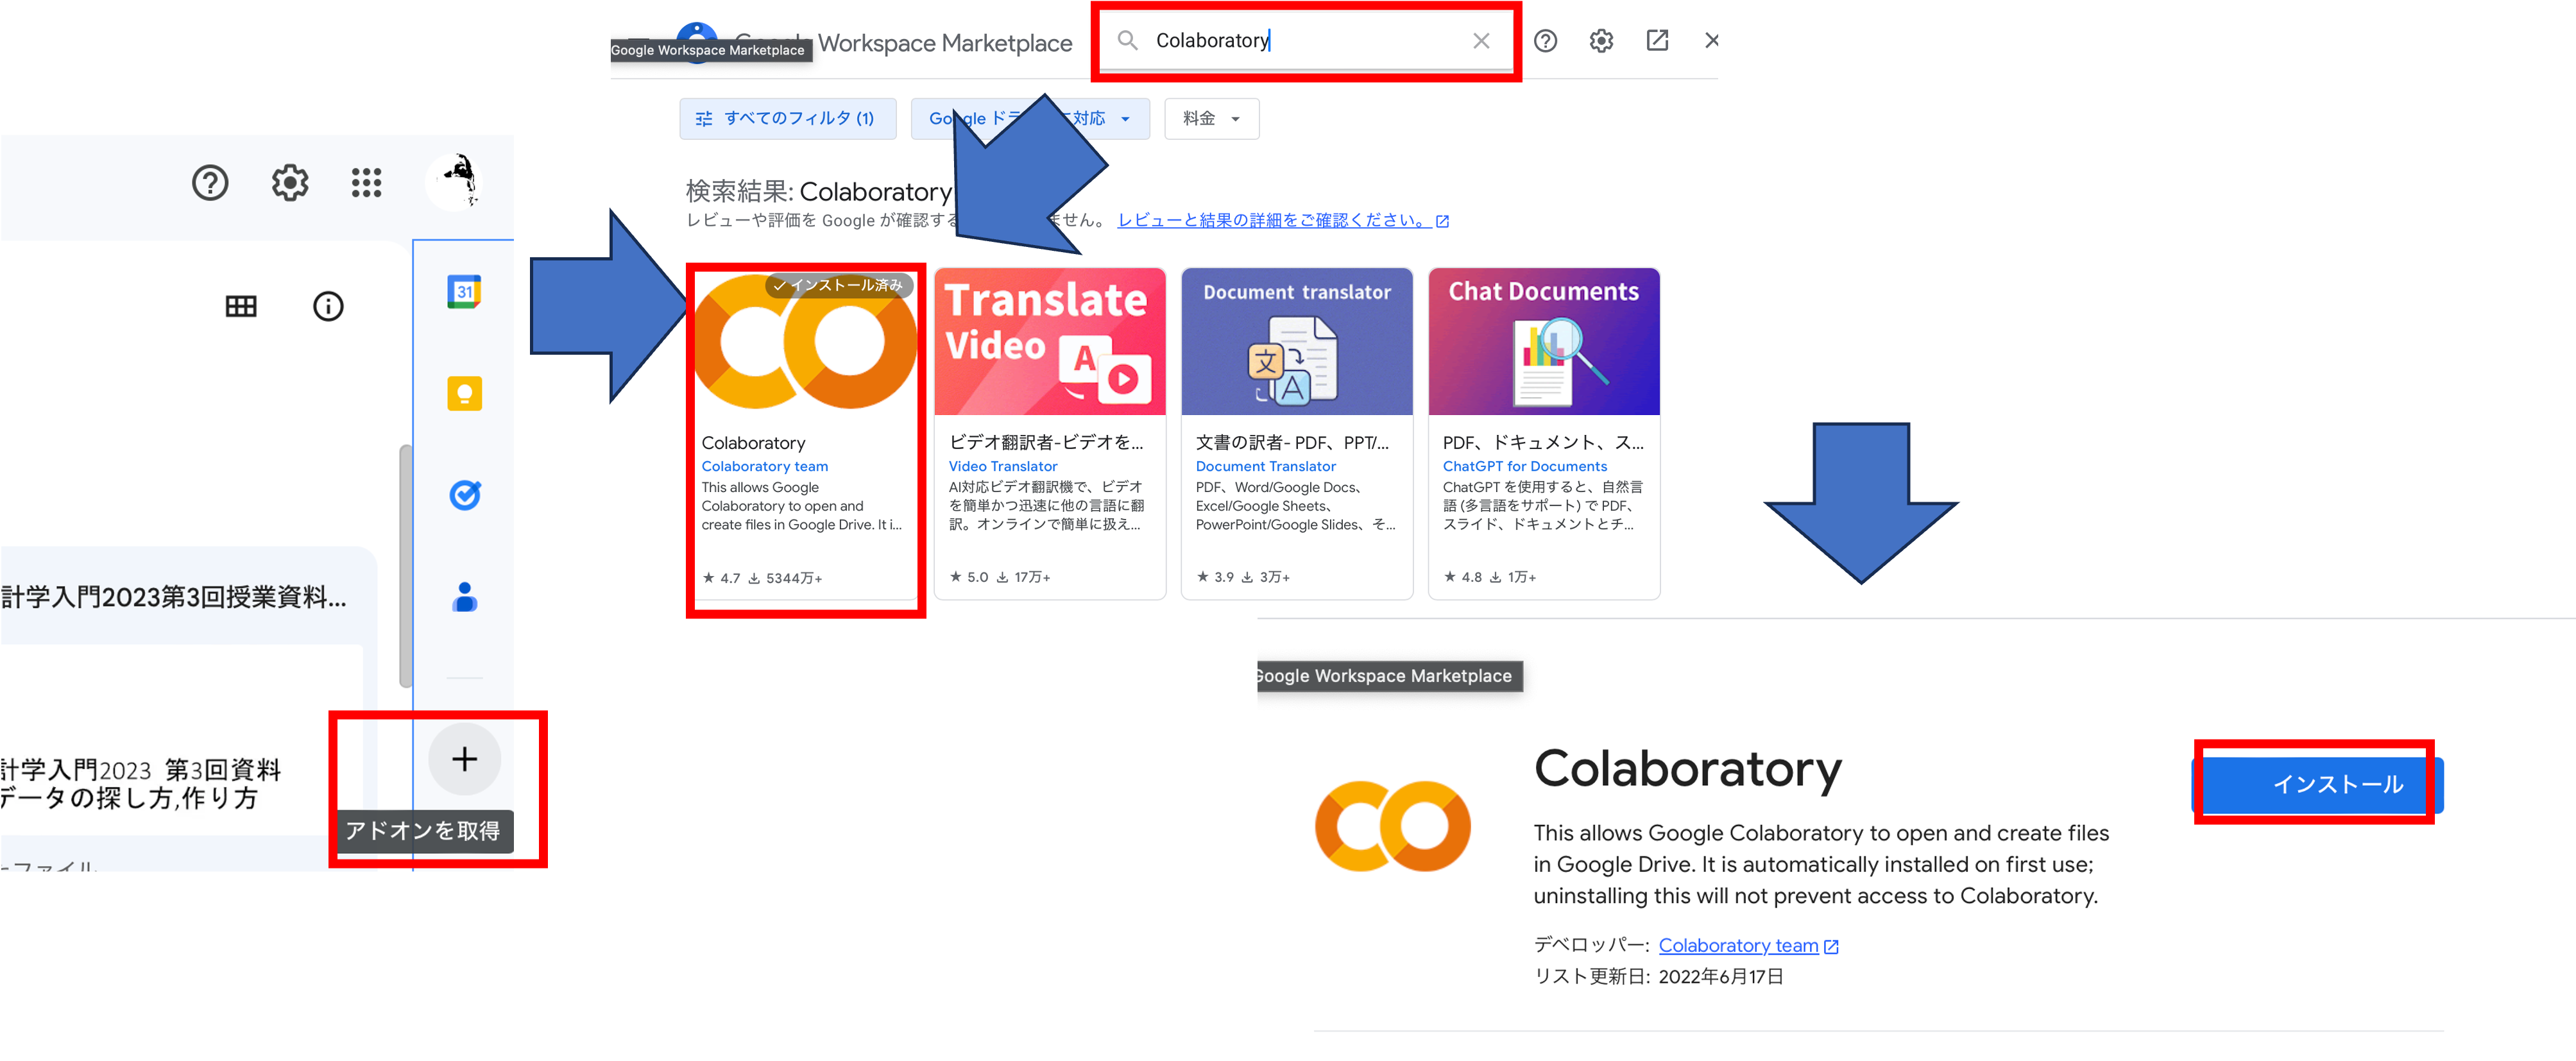 計学入門2023第3回授業資料...
計学入門2023 第3回資料
データの探し方,作り方
アドオンを取得
ファイル
31
Google Workspace Marketplace
Workspace Marketplace
Colaboratory
すべてのフィルタ (1)
Google ドラ 対応
料金
検索結果: Colaboratory
レビューや評価を Google が確認する ません。 レビューと結果の詳細をご確認ください。
インストール済み
Colaboratory
Colaboratory team
This allows Google
Colaboratory to open and
create files in Google Drive. It i...
4.7 5344万+
Translate
Video
A
ビデオ翻訳者-ビデオを...
Video Translator
AI対応ビデオ翻訳機で、ビデオ
を簡単かつ迅速に他の言語に翻
訳。オンラインで簡単に扱え...
5.0 17万+
Document translator
文
A
文書の訳者- PDF、PPT/...
Document Translator
PDF、Word/Google Docs、
Excel/Google Sheets、
PowerPoint/Google Slides、そ...
3.9 3万+
Chat Documents
PDF、ドキュメント、ス...
ChatGPT for Documents
ChatGPT を使用すると、自然言
語 (多言語をサポート) で PDF、
スライド、ドキュメントとチ...
4.8 1万+
Google Workspace Marketplace
Colaboratory
インストール
This allows Google Colaboratory to open and create files
in Google Drive. It is automatically installed on first use;
uninstalling this will not prevent access to Colaboratory.
デベロッパー: Colaboratory team
リスト更新日: 2022年6月17日